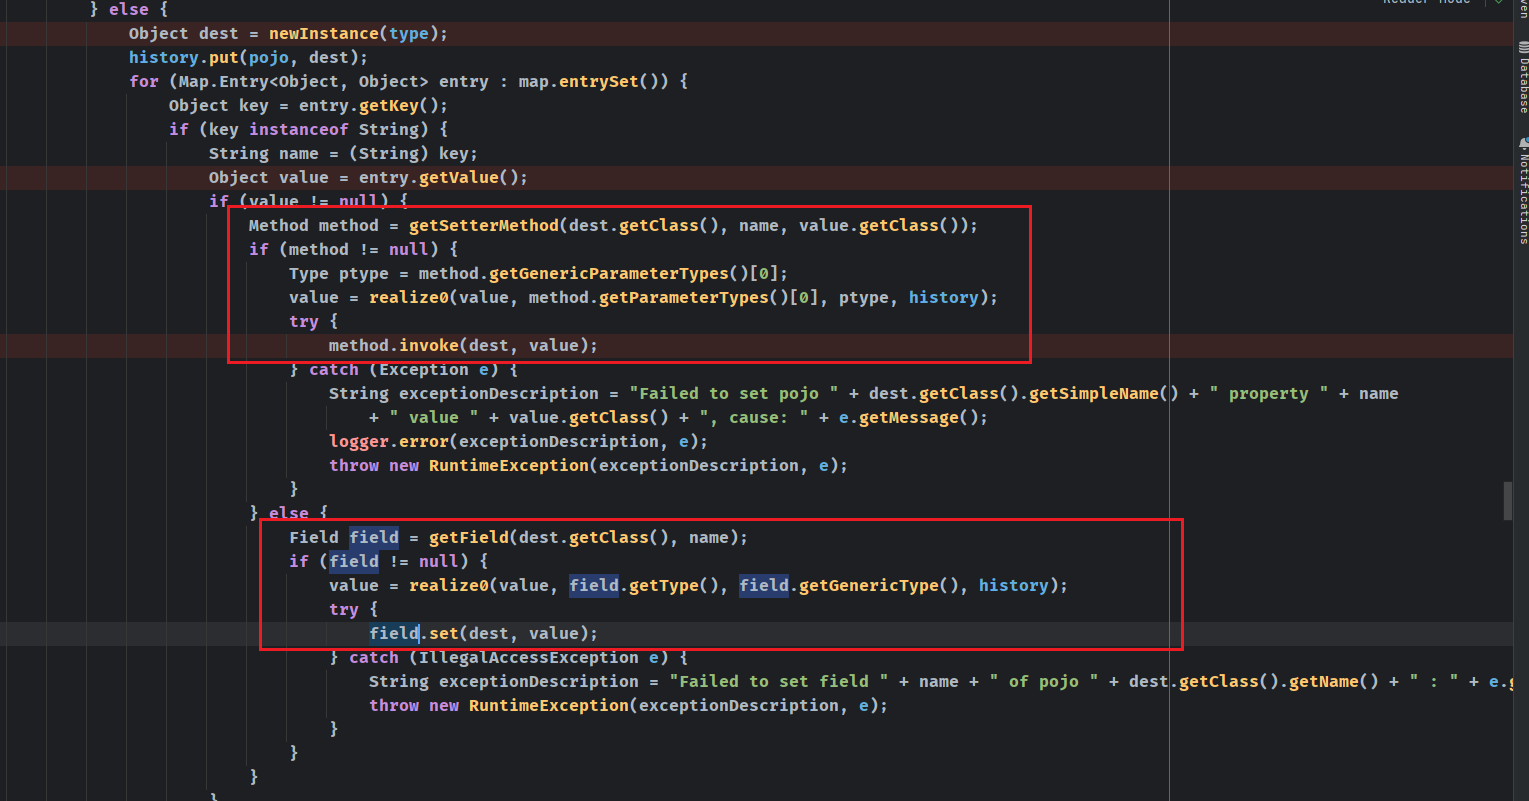 } else {
Object dest = newInstance(type);
history.put(pojo, dest);
for (Map.Entry<Object, Object> entry : map.entrySet()) {
Object key = entry.getKey();
if (key instanceof String) {
String name = (String) key;
Object value = entry.getValue();
if (value != null) {
Method method = getSetterMethod(dest.getClass(), name, value.getClass());
if (method != null) {
Type ptype = method.getGenericParameterTypes()[0];
value = realize0(value, method.getParameterTypes()[0], ptype, history);
try {
method.invoke(dest, value);
} catch (Exception e) {
String exceptionDescription = "Failed to set pojo " + dest.getClass().getSimpleName() + " property " + name
+ " value " + value.getClass() + ", cause: " + e.getMessage();
logger.error(exceptionDescription, e);
throw new RuntimeException(exceptionDescription, e);
}
} else {
Field field = getField(dest.getClass(), name);
if (field != null) {
value = realize0(value, field.getType(), field.getGenericType(), history);
try {
field.set(dest, value);
} catch (IllegalAccessException e) {
String exceptionDescription = "Failed to set field " + name + " of pojo " + dest.getClass().getName() + " : " + e.
throw new RuntimeException(exceptionDescription, e);
}
}
}
Database
Notifications